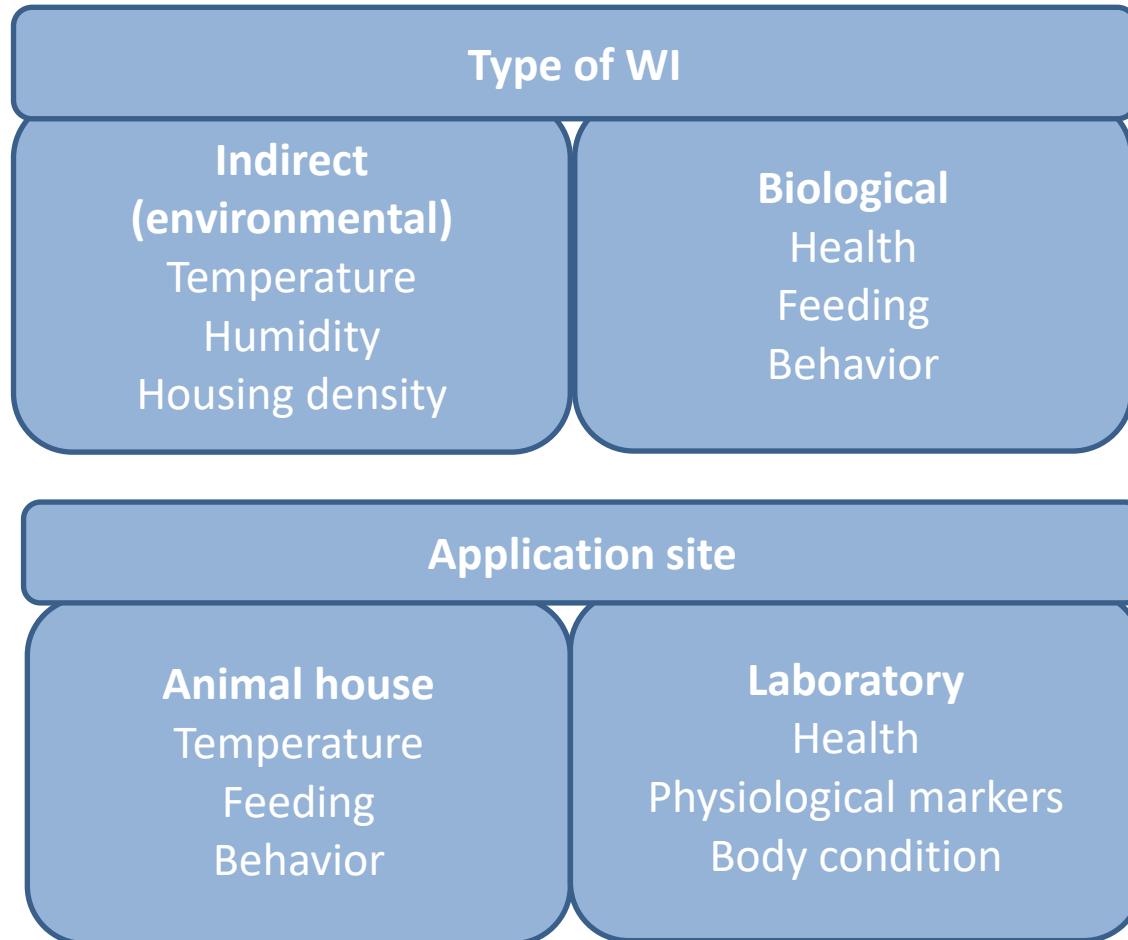 Type of WI
Indirect
(environmental)
Temperature
Humidity
Housing density
Biological
Health
Feeding
Behavior
Application site
Animal house
Temperature
Feeding
Behavior
Laboratory
Health
Physiological markers
Body condition